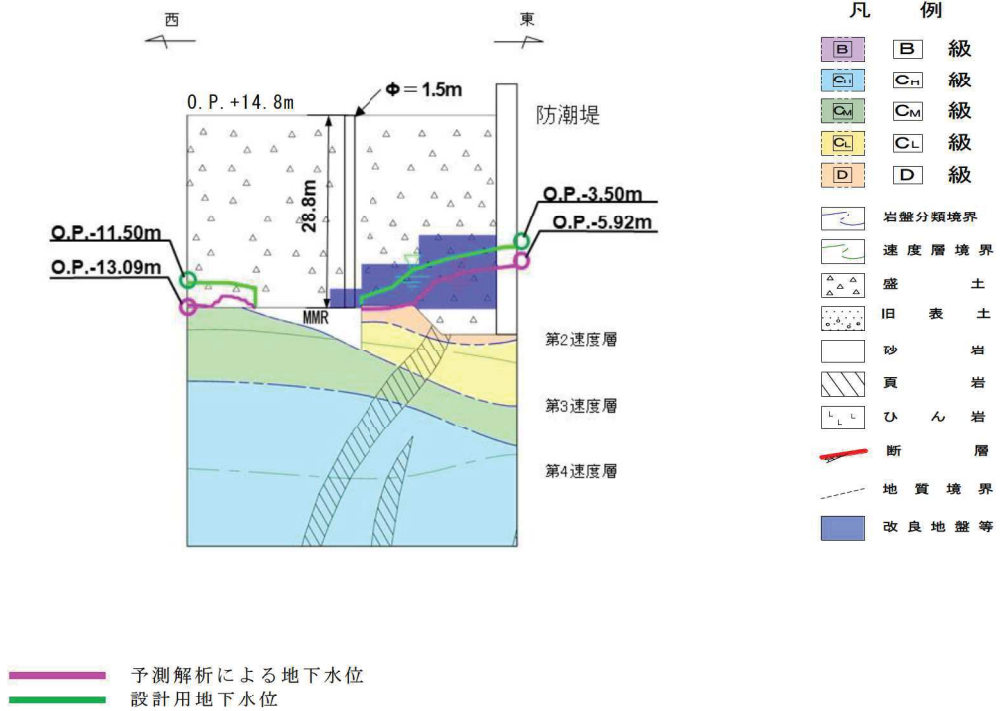 西
東
O.P.+14.8m
Φ＝1.5m
28.8m
防潮堤
O.P.-3.50m
O.P.-5.92m
O.P.-11.50m
O.P.-13.09m
MMR
第2速度層
第3速度層
第4速度層
凡 例
B B 級
CH CH 級
CM CM 級
CL CL 級
D D 級
岩盤分類境界
速度層境界
盛土
旧表土
砂岩
頁岩
ひん岩
断層
地質境界
改良地盤等
予測解析による地下水位
設計用地下水位